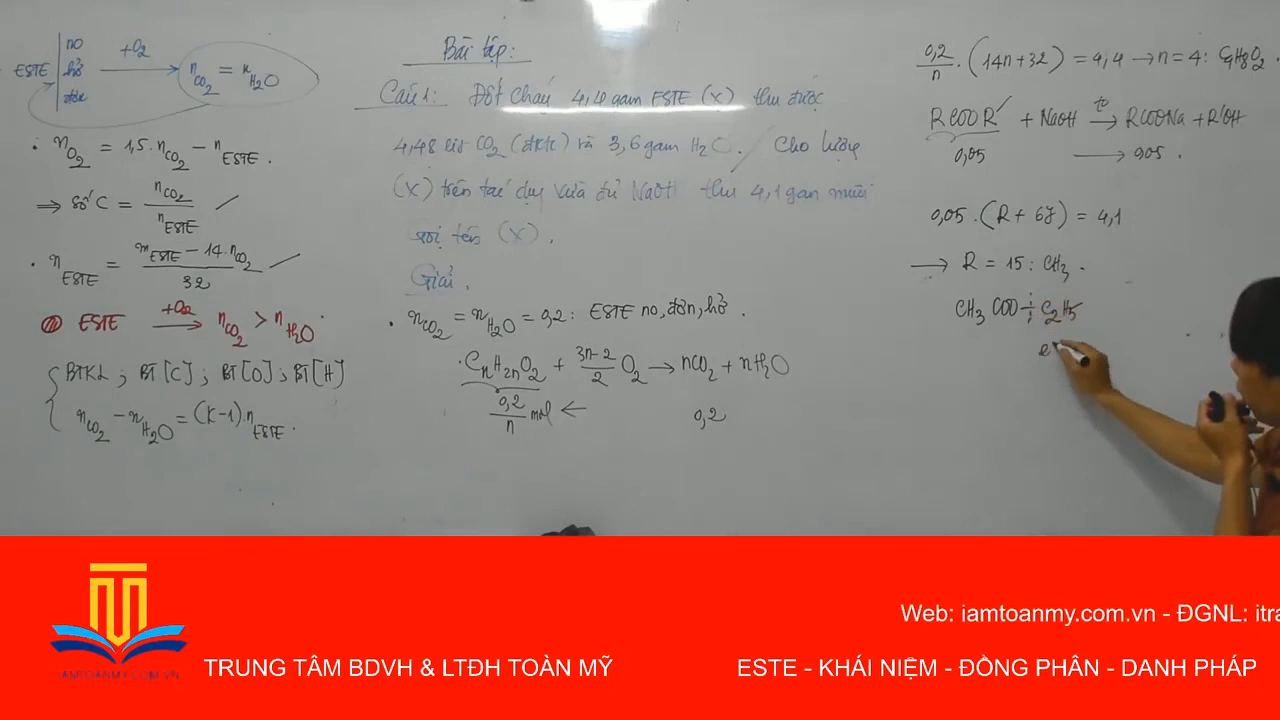 ESTE
no
hở
đơn
+O₂
nCO₂ = nH₂O
. nO₂ = 1,5. nCO₂ − nESTE.
⇒ số C = nCO₂ / nESTE
. nESTE = (mESTE − 14. nCO₂) / 32
ESTE +O₂ → nCO₂ > nH₂O
BTKL ; BT[C] ; BT[O] ; BT[H]
nCO₂ − nH₂O = (k−1). nESTE.
Bài tập:
Câu 1: Đốt cháy 4,4 gam ESTE (X) thu được
4,48 lít CO₂ (đktc) và 3,6 gam H₂O. Cho lượng
(X) trên tác dụng vừa đủ NaOH thu 4,1 gam muối
Gọi tên (X).
Giải.
. nCO₂ = nH₂O = 0,2 : ESTE no, đơn, hở.
. CnH2nO₂ + (3n−2)/2 O₂ → nCO₂ + nH₂O
0,2/n mol ← 0,2
0,2/n . (14n+32) = 4,4 → n = 4 : C₄H₈O₂.
RCOOR' + NaOH t° → RCOONa + R'OH
0,05 → 0,05.
0,05. (R + 67) = 4,1
→ R = 15 : CH₃.
CH₃COO C₂H₅
e
IAMTOANMY.COM.VN
TRUNG TÂM BDVH & LTĐH TOÀN MỸ
Web: iamtoanmy.com.vn - ĐGNL: itra
ESTE - KHÁI NIỆM - ĐỒNG PHÂN - DANH PHÁP